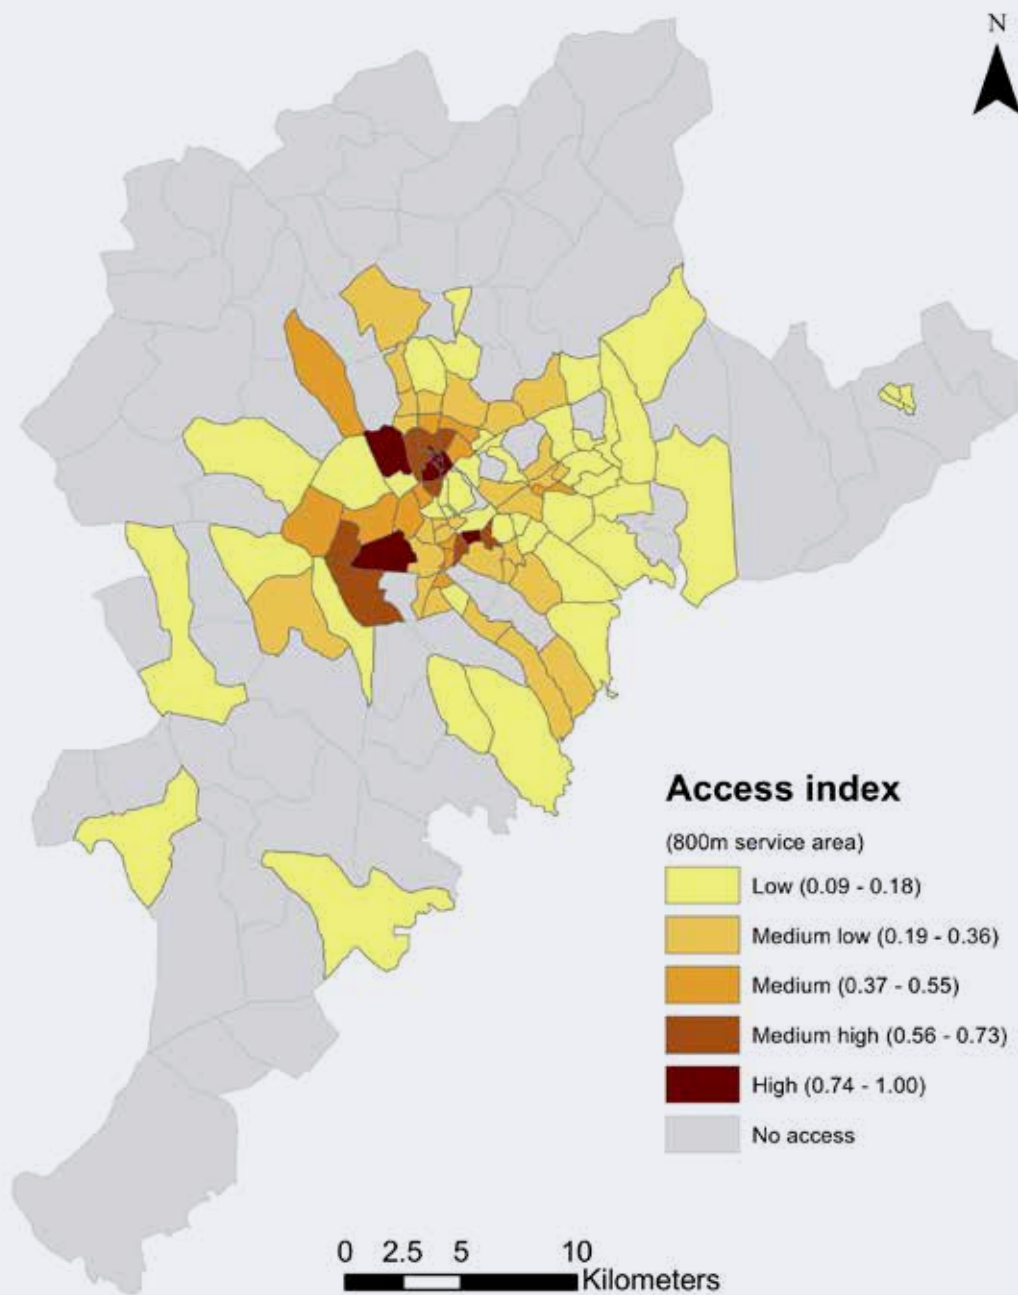 N
Access index
(800m service area)
Low (0.09 - 0.18)
Medium low (0.19 - 0.36)
Medium (0.37 - 0.55)
Medium high (0.56 - 0.73)
High (0.74 - 1.00)
No access
0 2.5 5 10
Kilometers